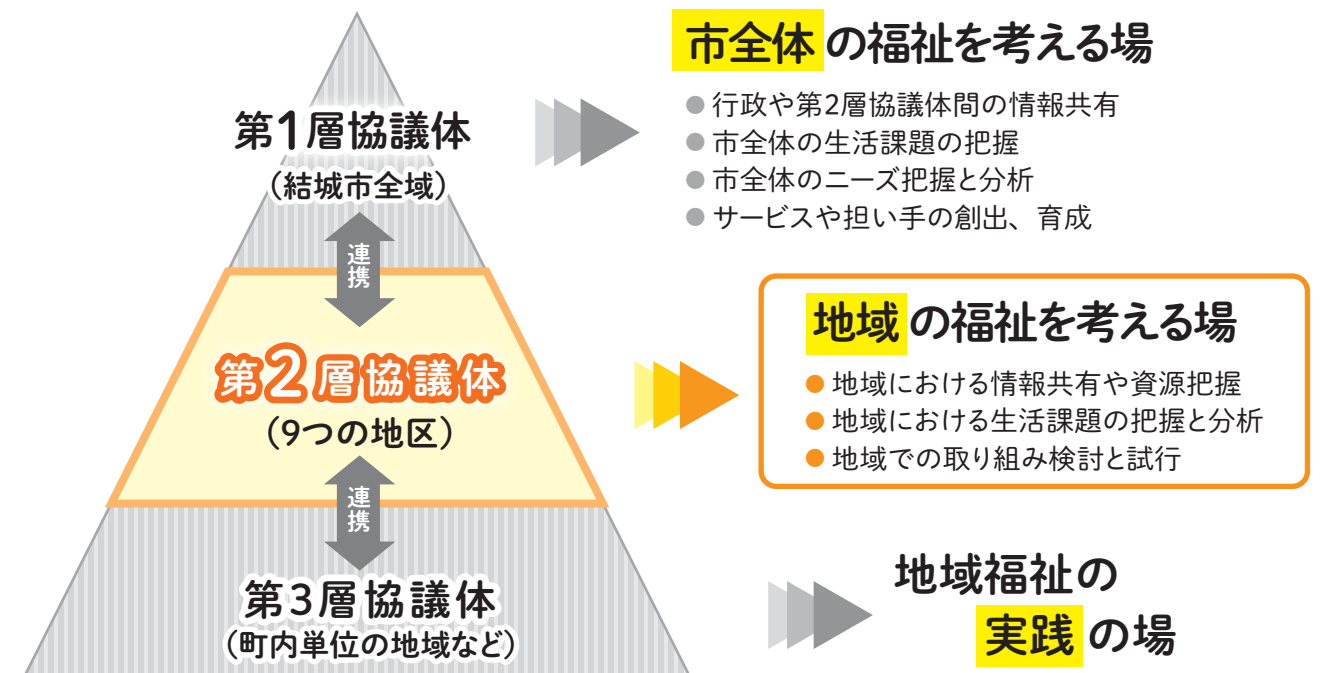 第1層協議体
（結城市全域）
市全体の福祉を考える場
● 行政や第2層協議体間の情報共有
● 市全体の生活課題の把握
● 市全体のニーズ把握と分析
● サービスや担い手の創出、育成
連携
第2層協議体
（9つの地区）
地域の福祉を考える場
● 地域における情報共有や資源把握
● 地域における生活課題の把握と分析
● 地域での取り組み検討と試行
連携
第3層協議体
（町内単位の地域など）
地域福祉の
実践の場